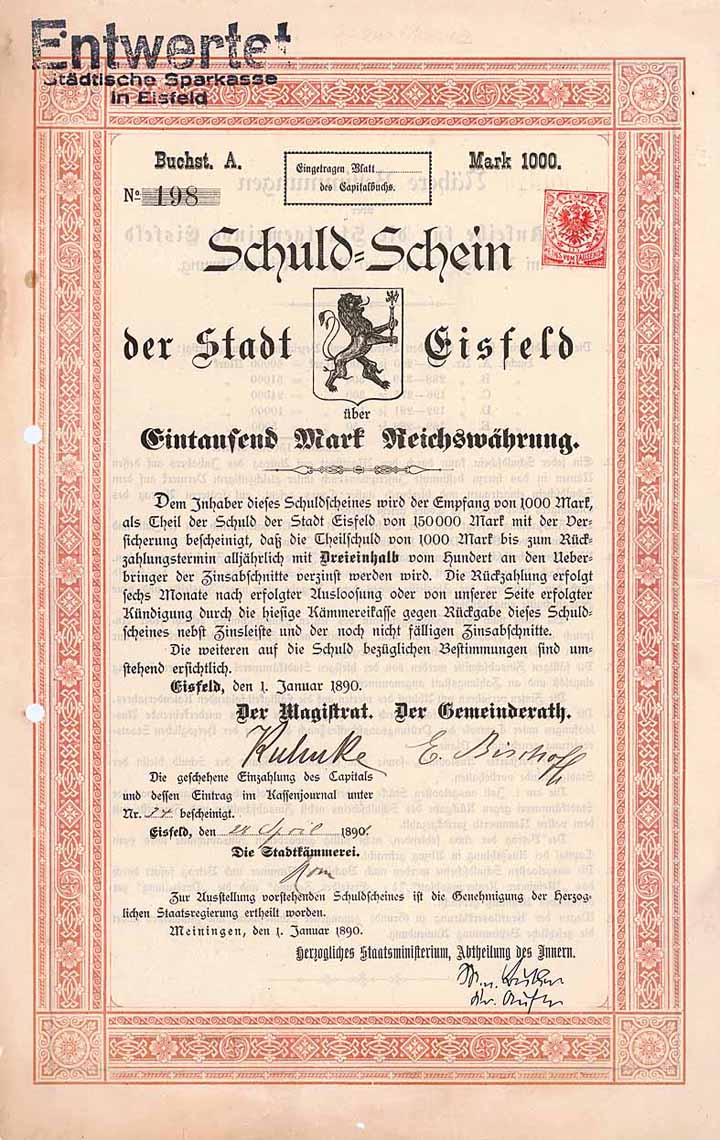 Entwertet
Städtische Sparkasse
in Eisfeld
Buchst. A.
Eingetragen Blatt
des Capitalbuchs.
Mark 1000.
No. 198
Schuld=Schein
der Stadt Eisfeld
über
Eintausend Mark Reichswährung.
Dem Inhaber dieses Schuldscheines wird der Empfang von 1000 Mark,
als Theil der Schuld der Stadt Eisfeld von 150000 Mark mit der Ver=
sicherung bescheinigt, daß die Theilschuld von 1000 Mark bis zum Rück=
zahlungstermin alljährlich mit Dreieinhalb vom Hundert an den Ueber=
bringer der Zinsabschnitte verzinst werden wird. Die Rückzahlung erfolgt
sechs Monate nach erfolgter Ausloosung oder von unserer Seite erfolgter
Kündigung durch die hiesige Kämmereikasse gegen Rückgabe dieses Schuld=
scheines nebst Zinsleiste und der noch nicht fälligen Zinsabschnitte.
Die weiteren auf die Schuld bezüglichen Bestimmungen sind um=
stehend ersichtlich.
Eisfeld, den 1. Januar 1890.
Der Magistrat. Der Gemeinderath.
E. Bischoff
Die geschehene Einzahlung des Capitals
und dessen Eintrag im Kassenjournal unter
Nr. bescheinigt.
Eisfeld, den April 1890.
Die Stadtkämmerei.
Zur Ausstellung vorstehenden Schuldscheines ist die Genehmigung der Herzog=
lichen Staatsregierung ertheilt worden.
Meiningen, den 1. Januar 1890.
Herzogliches Staatsministerium, Abtheilung des Innern.